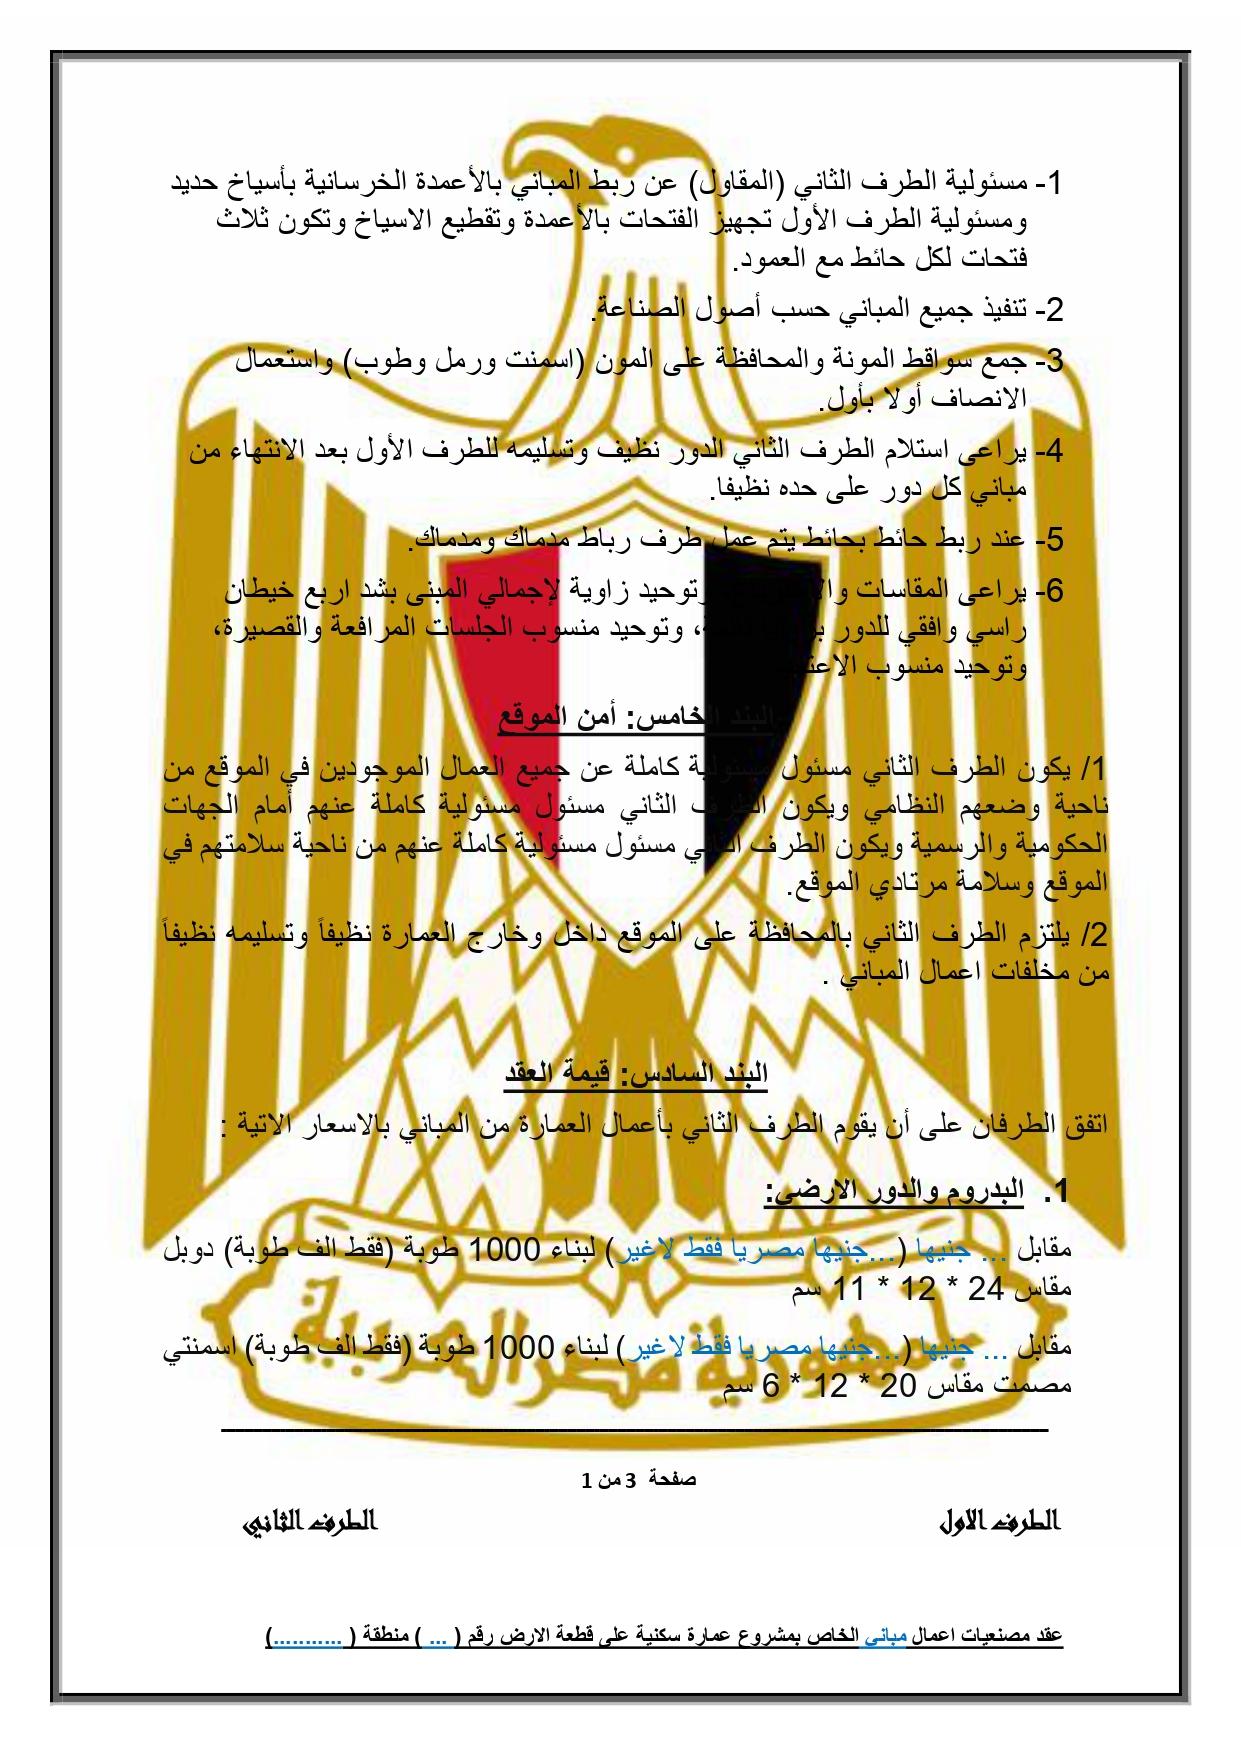 1- مسئولية الطرف الثاني (المقاول) عن ربط المباني بالأعمدة الخرسانية بأسياخ حديد
ومسئولية الطرف الأول تجهيز الفتحات بالأعمدة وتقطيع الاسياخ وتكون ثلاث
فتحات لكل حائط مع العمود.
2- تنفيذ جميع المباني حسب أصول الصناعة.
3- جمع سواقط المونة والمحافظة على المون (اسمنت ورمل وطوب) واستعمال
الانصاف أولا بأول.
4- يراعى استلام الطرف الثاني الدور نظيف وتسليمه للطرف الأول بعد الانتهاء من
مباني كل دور على حده نظيفا.
5- عند ربط حائط بحائط يتم عمل طرف رباط مدماك ومدماك.
6- يراعى المقاسات وتوحيد زاوية لإجمالي المبنى بشد اربع خيطان
راسي وافقي للدور وتوحيد منسوب الجلسات المرافعة والقصيرة،
وتوحيد منسوب
البند الخامس: أمن الموقع
1/ يكون الطرف الثاني مسئول مسئولية كاملة عن جميع العمال الموجودين في الموقع من
ناحية وضعهم النظامي ويكون الطرف الثاني مسئول مسئولية كاملة عنهم أمام الجهات
الحكومية والرسمية ويكون الطرف الثاني مسئول مسئولية كاملة عنهم من ناحية سلامتهم في
الموقع وسلامة مرتادي الموقع.
2/ يلتزم الطرف الثاني بالمحافظة على الموقع داخل وخارج العمارة نظيفاً وتسليمه نظيفاً
من مخلفات اعمال المباني .
البند السادس: قيمة العقد
اتفق الطرفان على أن يقوم الطرف الثاني بأعمال العمارة من المباني بالاسعار الاتية :
1. البدروم والدور الارضي:
مقابل ... جنيها (...جنيها مصريا فقط لاغير) لبناء 1000 طوبة (فقط الف طوبة) دوبل
مقاس 24 * 12 * 11 سم
مقابل ... جنيها (...جنيها مصريا فقط لاغير) لبناء 1000 طوبة (فقط الف طوبة) اسمنتي
مصمت مقاس 20 * 12 * 6 سم
جمهورية مصر العربية
صفحة 3 من 1
الطرف الاول الطرف الثاني
عقد مصنعيات اعمال مباني الخاص بمشروع عمارة سكنية على قطعة الارض رقم ( ... ) منطقة ( ...........)